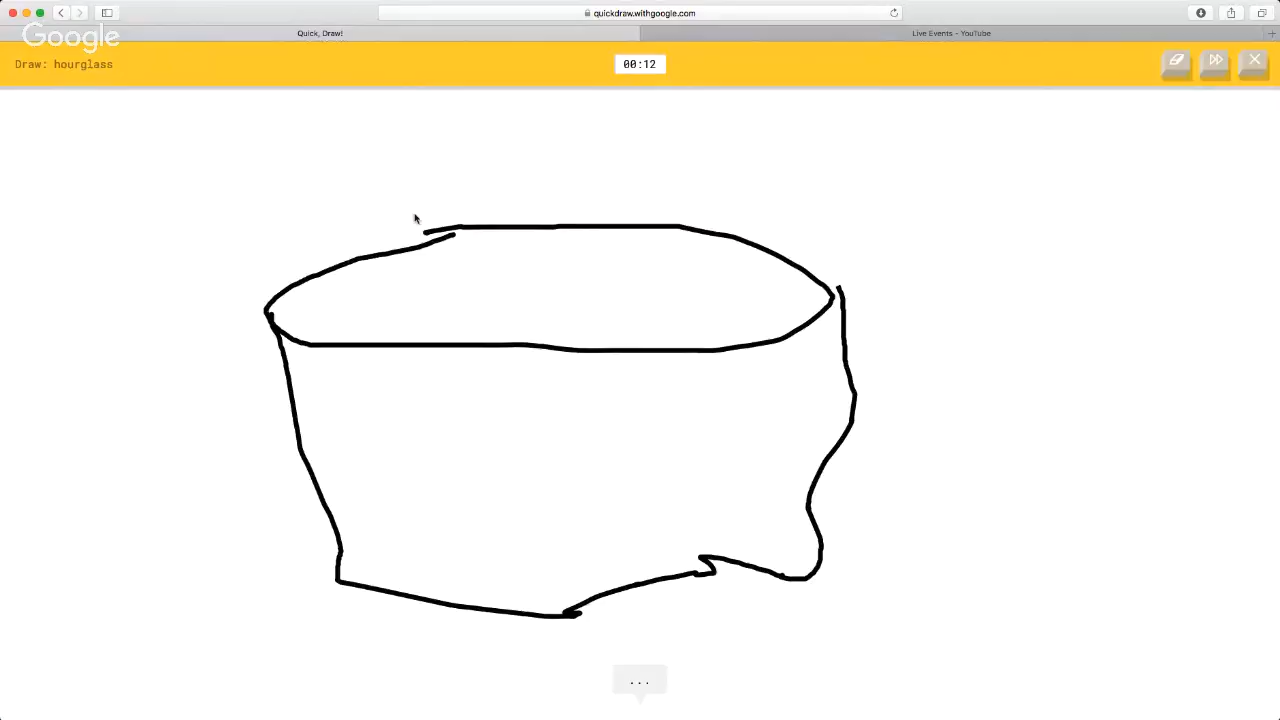 quickdraw.withgoogle.com
Google
Quick, Draw!
Live Events - YouTube
Draw: hourglass
00:12
...